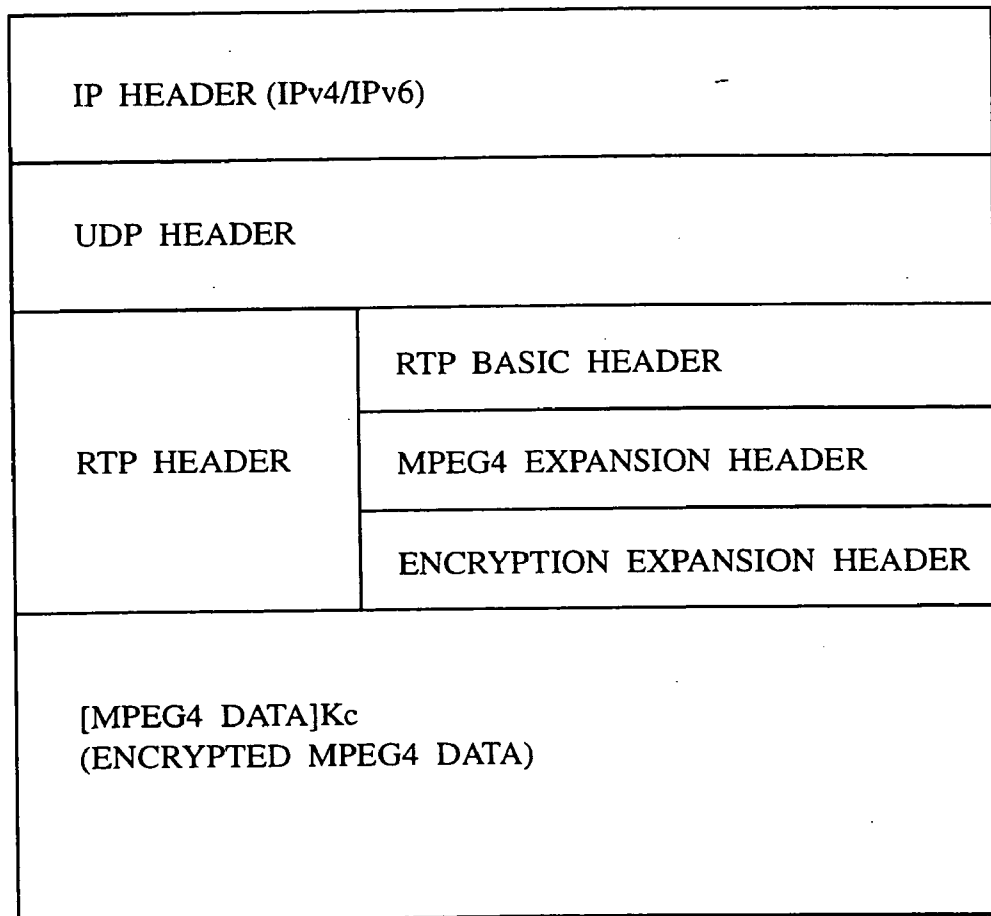 IP HEADER (IPv4/IPv6)
UDP HEADER
RTP HEADER
RTP BASIC HEADER
MPEG4 EXPANSION HEADER
ENCRYPTION EXPANSION HEADER
[MPEG4 DATA]Kc
(ENCRYPTED MPEG4 DATA)